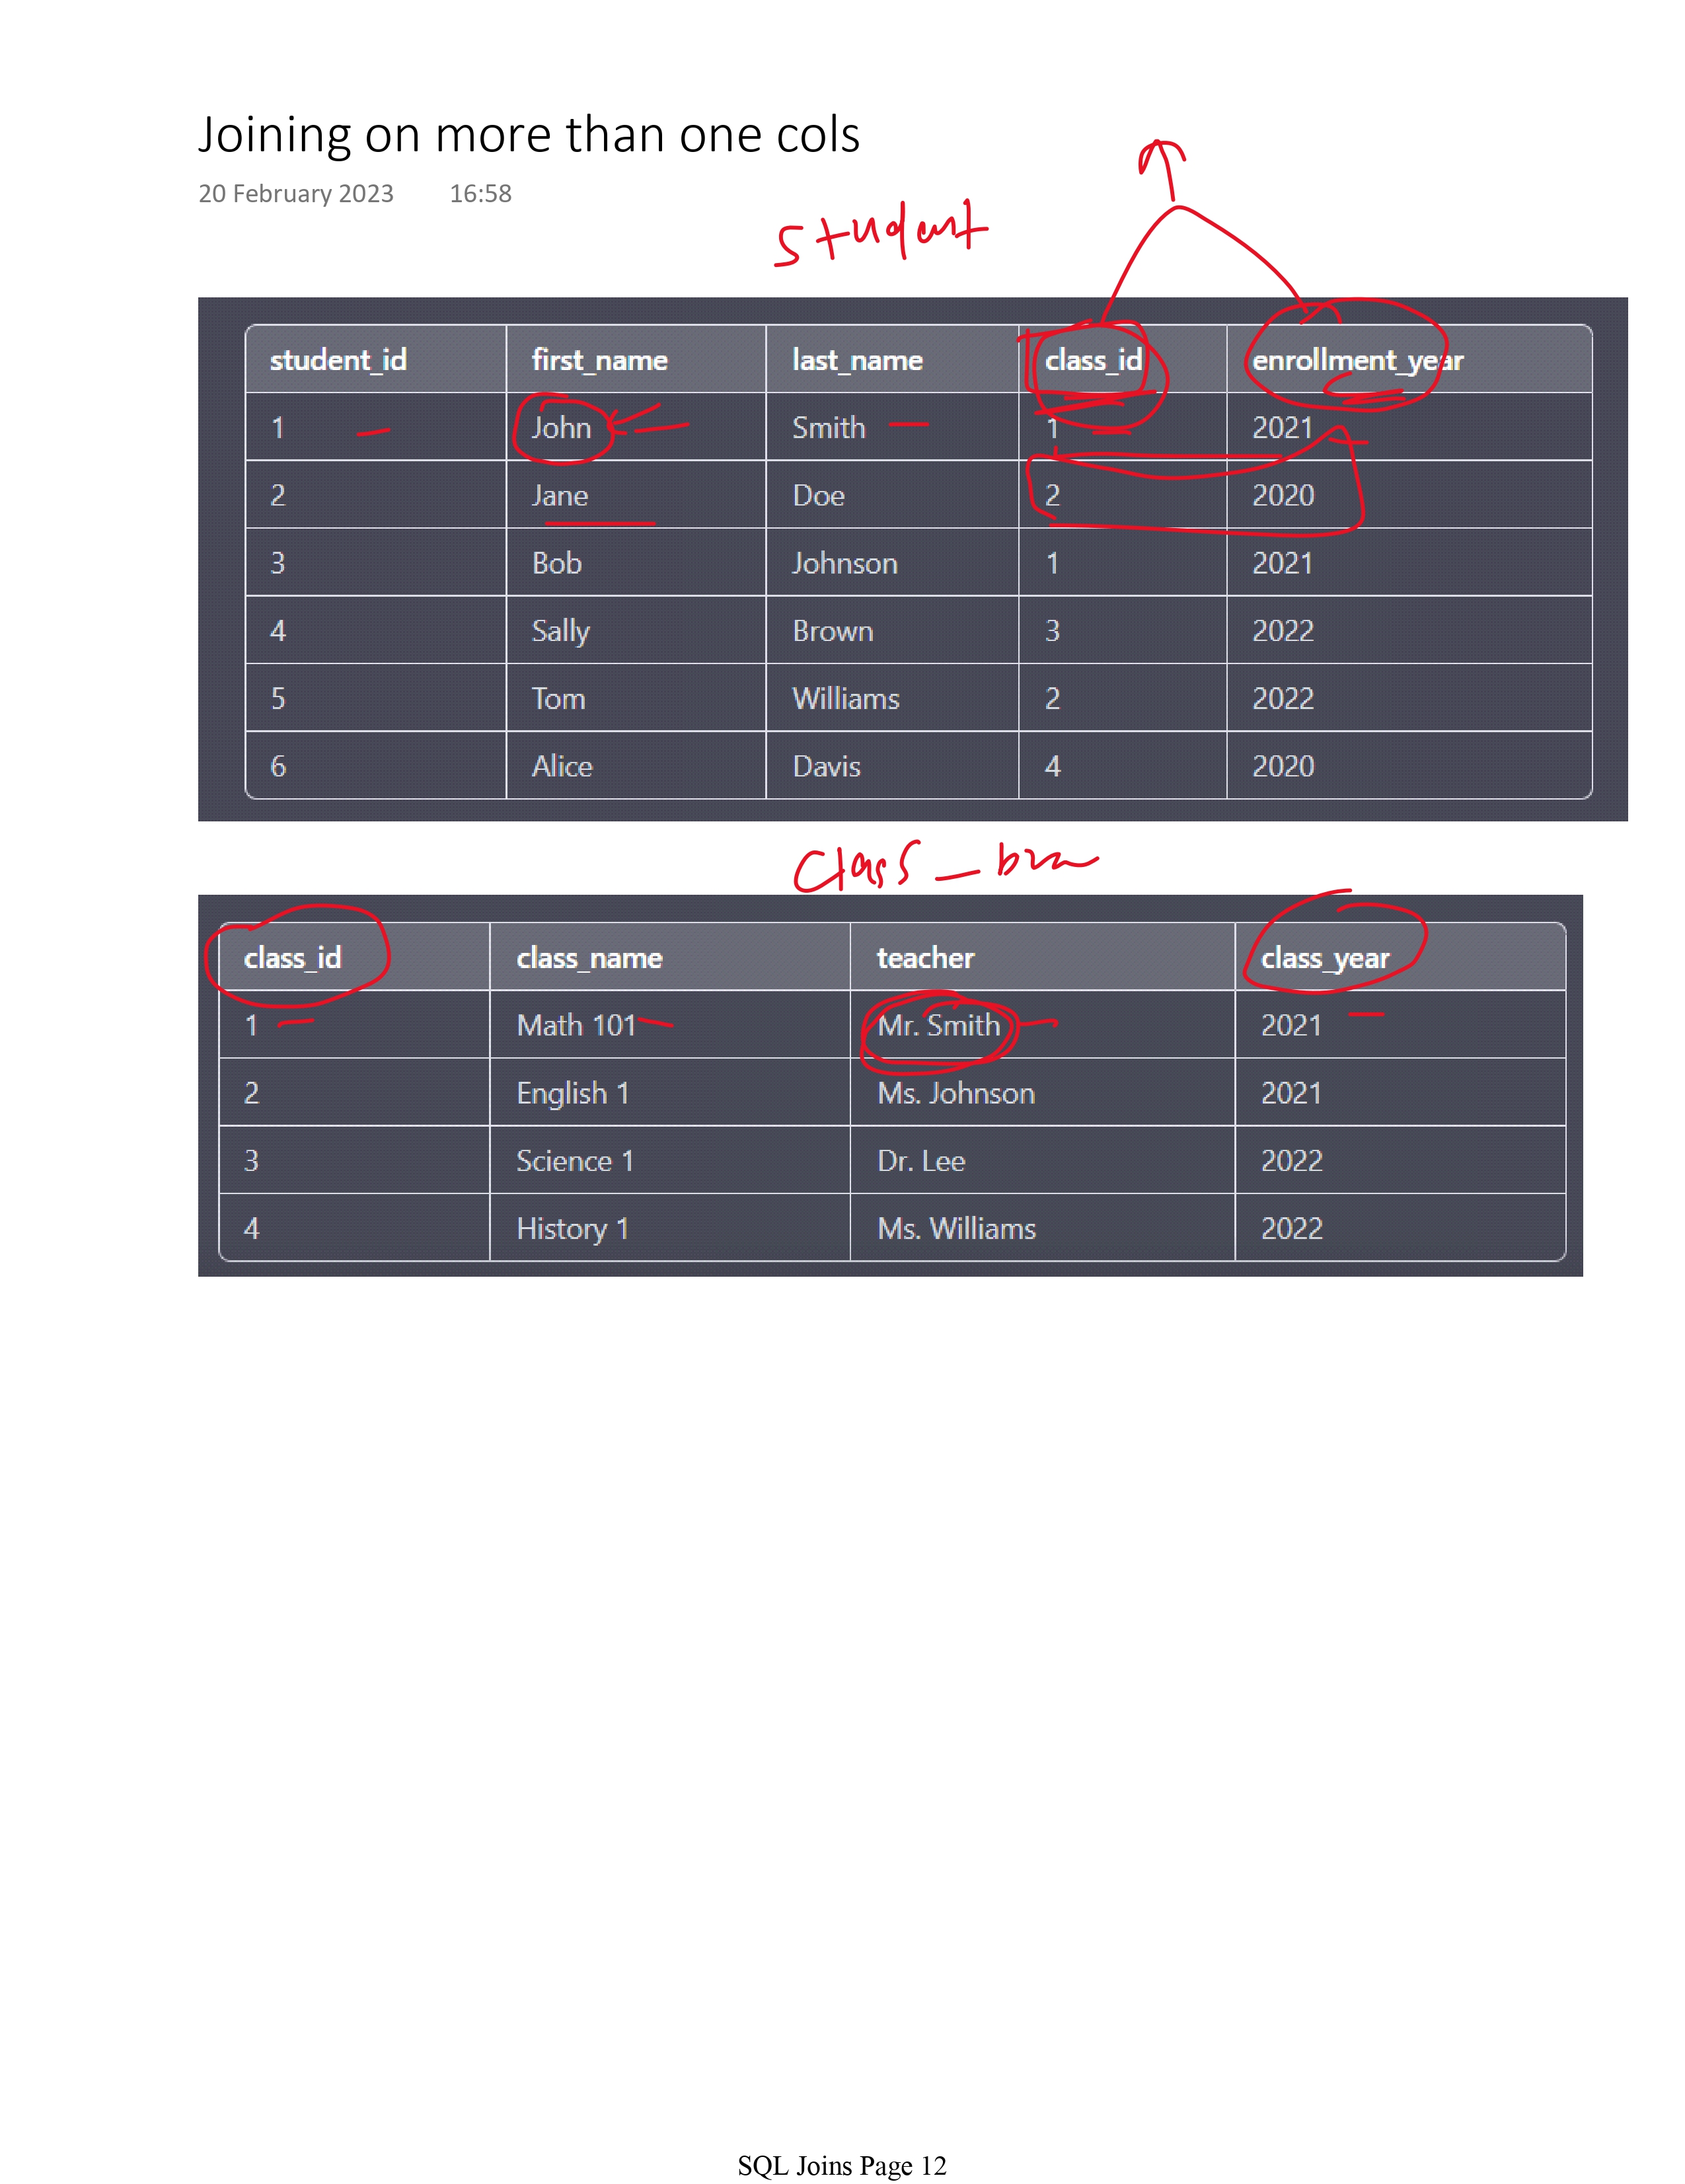 Joining on more than one cols
20 February 2023 16:58
student
student_id first_name last_name class_id enrollment_year
1 John Smith 1 2021
2 Jane Doe 2 2020
3 Bob Johnson 1 2021
4 Sally Brown 3 2022
5 Tom Williams 2 2022
6 Alice Davis 4 2020
class_
class_id class_name teacher class_year
1 Math 101 Mr. Smith 2021
2 English 1 Ms. Johnson 2021
3 Science 1 Dr. Lee 2022
4 History 1 Ms. Williams 2022
SQL Joins Page 12